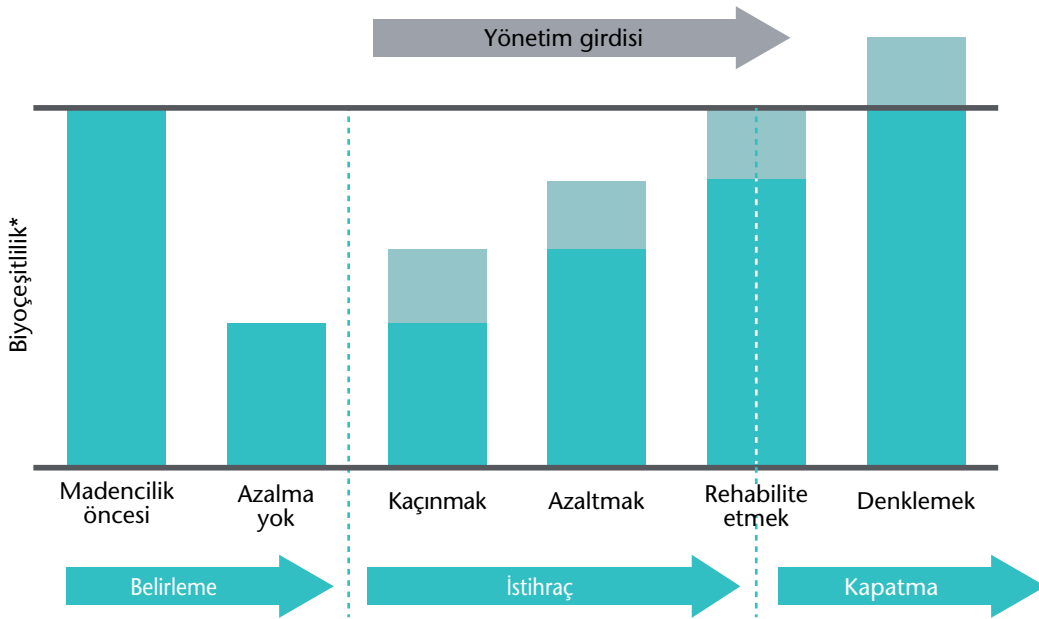 Yönetim girdisi
Biyoçeşitlilik*
Madencilik
öncesi
Azalma
yok
Kaçınmak
Azaltmak
Rehabilite
etmek
Denklemek
Belirleme
İstihraç
Kapatma